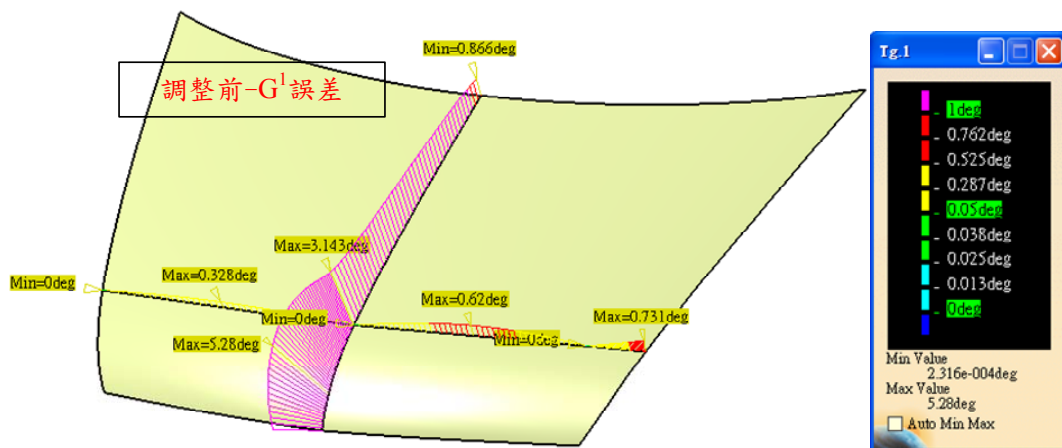 Min=0.866deg
調整前-G¹誤差
Max=3.143deg
Max=0.328deg
Min=0deg
Min=0deg
Max=0.62deg
Max=0.731deg
Max=5.28deg
Tg.1
1deg
0.762deg
0.525deg
0.287deg
0.05deg
0.038deg
0.025deg
0.013deg
0deg
Min Value
2.316e-004deg
Max Value
5.28deg
Auto Min Max